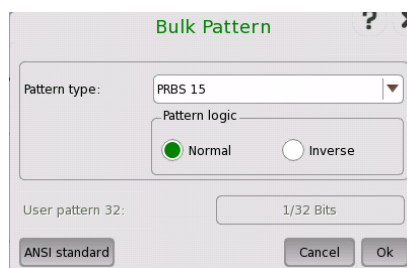 Bulk Pattern ?
Pattern type: PRBS 15
Pattern logic
Normal Inverse
User pattern 32: 1/32 Bits
ANSI standard Cancel Ok